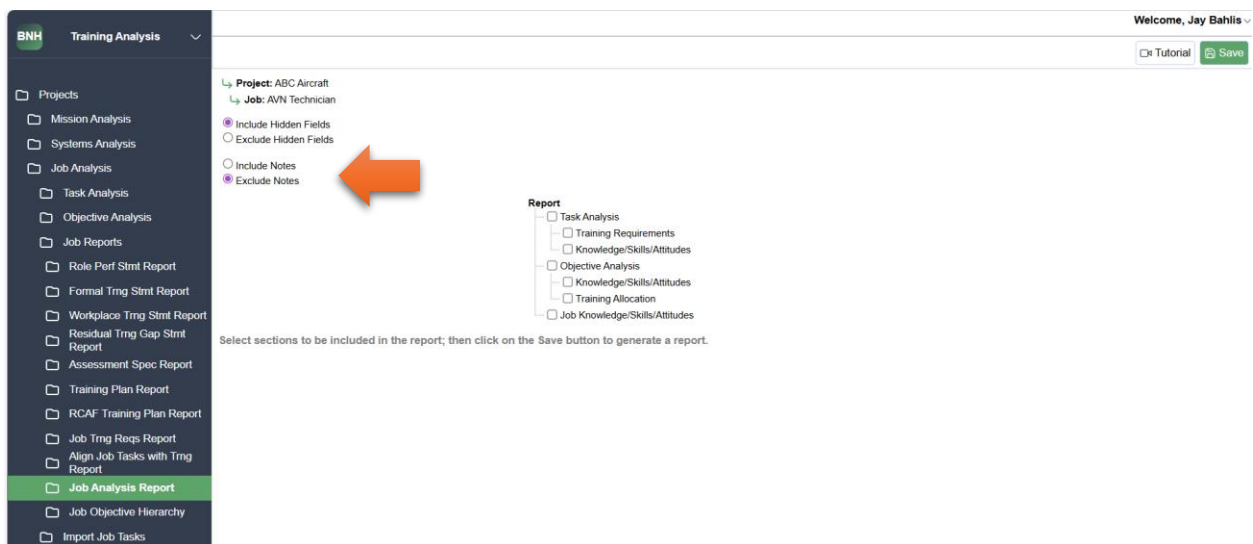 Welcome, Jay Bahlis
BNH
Training Analysis
Tutorial
Save
Projects
Mission Analysis
Systems Analysis
Job Analysis
Task Analysis
Objective Analysis
Job Reports
Role Perf Stmt Report
Formal Trng Stmt Report
Workplace Trng Stmt Report
Residual Trng Gap Stmt
Report
Assessment Spec Report
Training Plan Report
RCAF Training Plan Report
Job Trng Reqs Report
Align Job Tasks with Trng
Report
Job Analysis Report
Job Objective Hierarchy
Import Job Tasks
Project: ABC Aircraft
Job: AVN Technician
Include Hidden Fields
Exclude Hidden Fields
Include Notes
Exclude Notes
Report
Task Analysis
Training Requirements
Knowledge/Skills/Attitudes
Objective Analysis
Knowledge/Skills/Attitudes
Training Allocation
Job Knowledge/Skills/Attitudes
Select sections to be included in the report; then click on the Save button to generate a report.